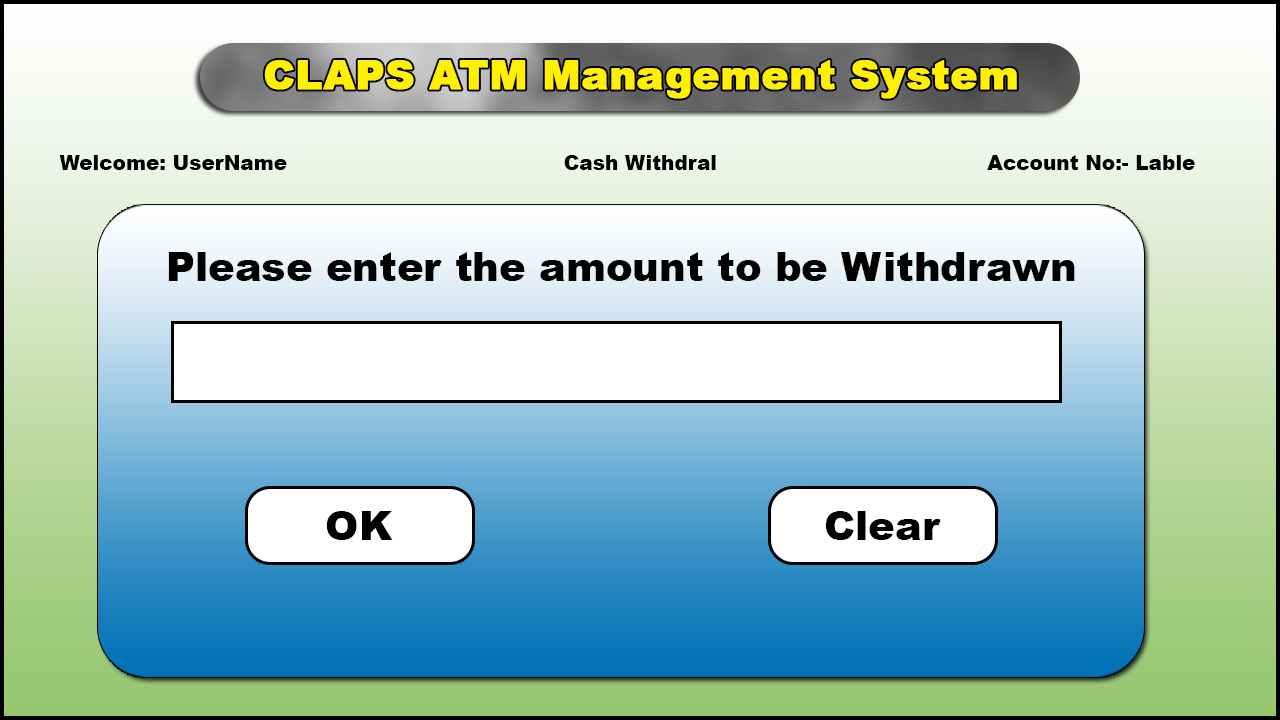 CLAPS ATM Management System
Welcome: UserName
Cash Withdral
Account No:- Lable
Please enter the amount to be Withdrawn
OK
Clear